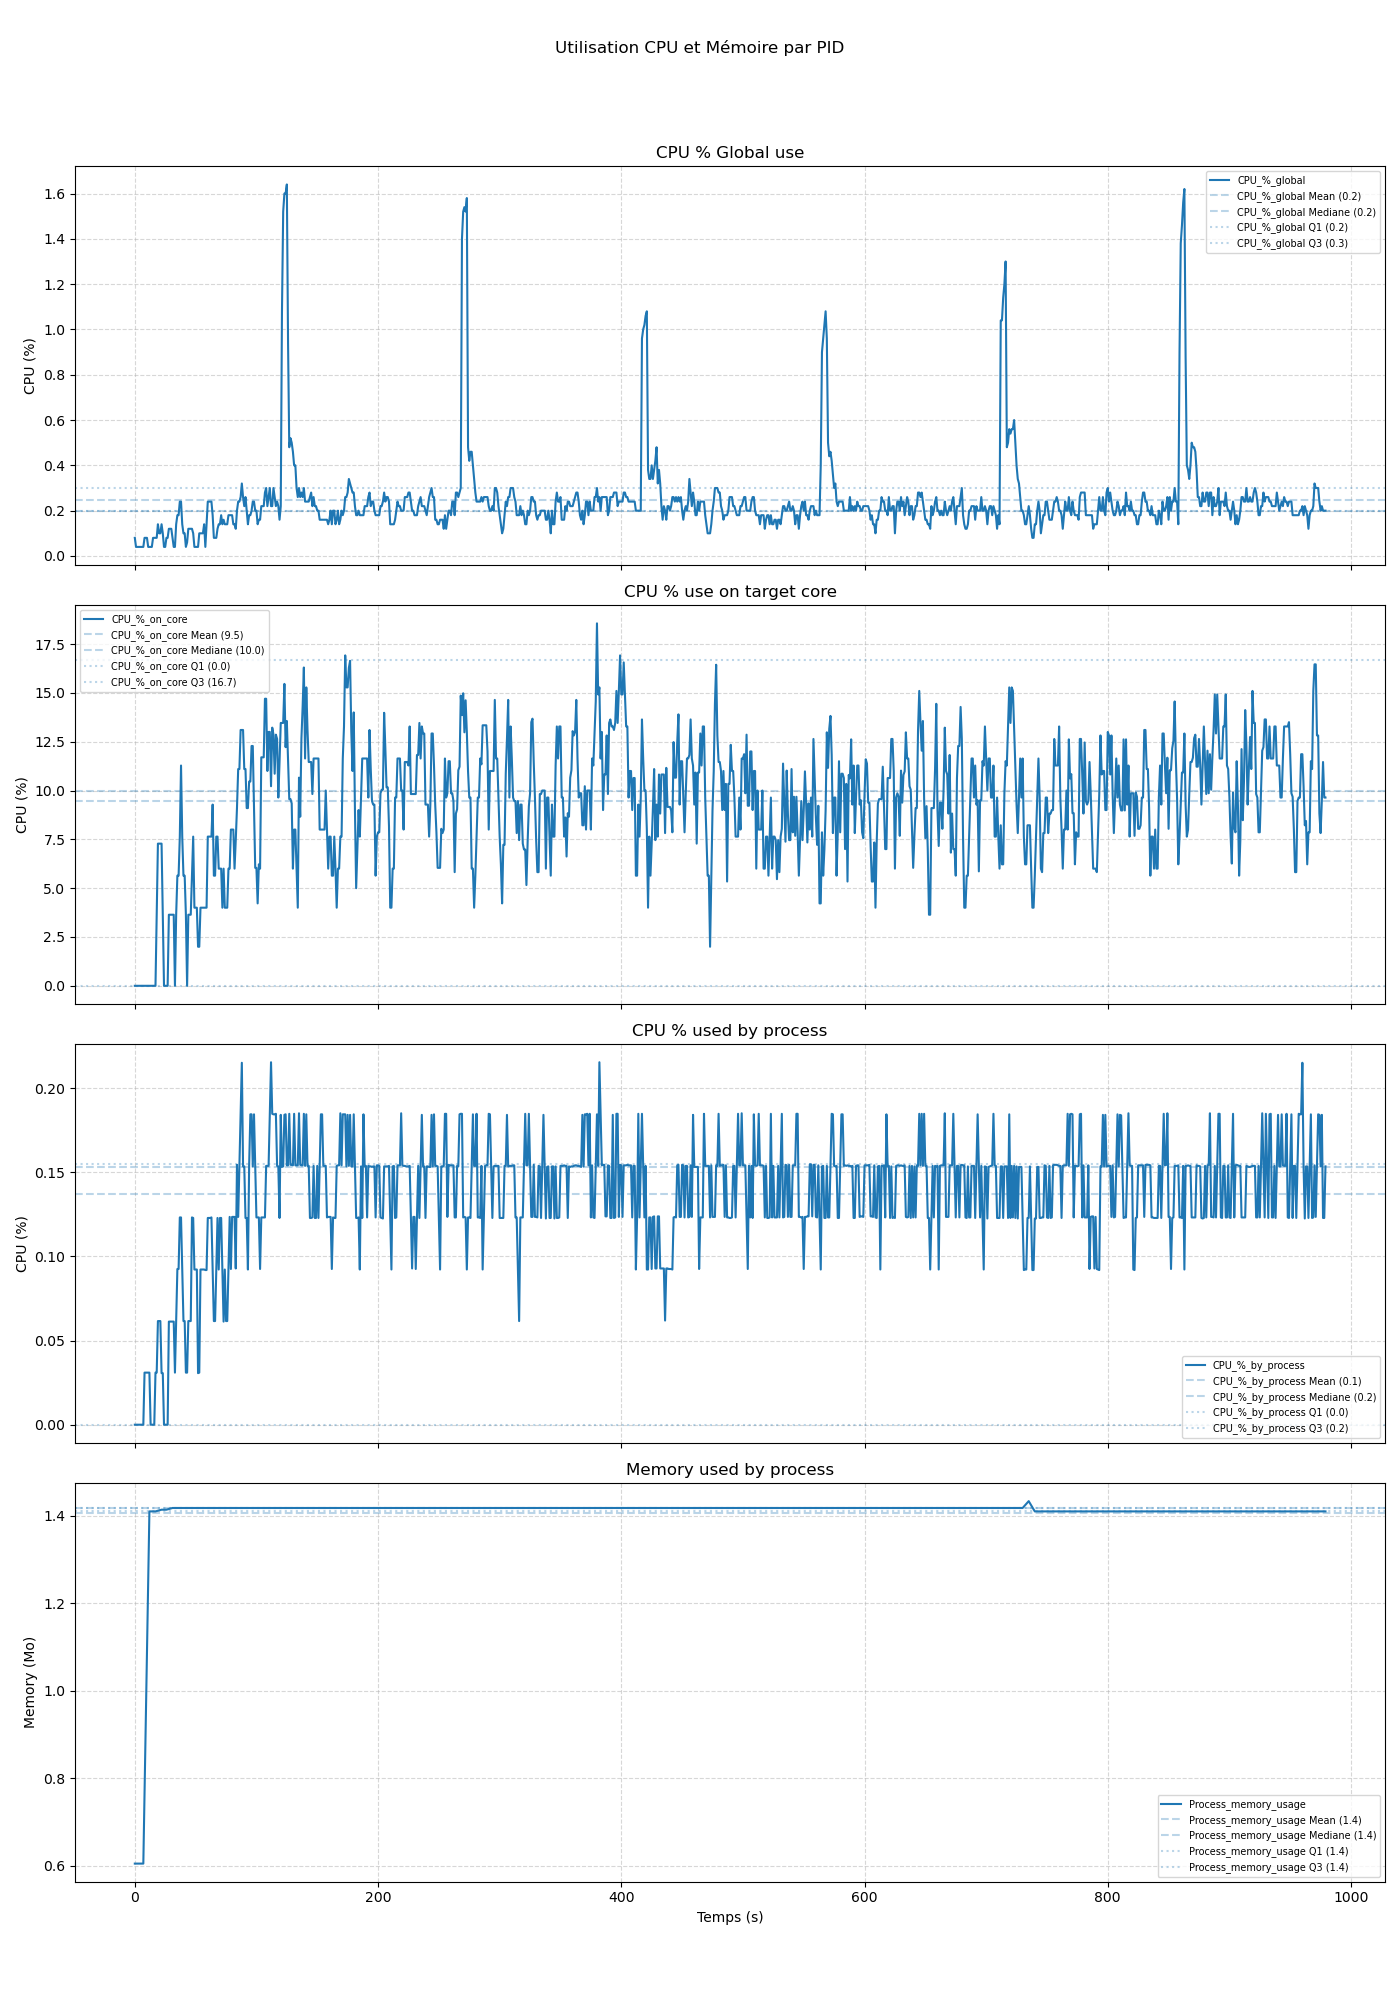 Utilisation CPU et Mémoire par PID
CPU % Global use
1.6
1.4
1.2
1.0
0.8
0.6
0.4
0.2
0.0
CPU (%)
CPU_%_global
CPU_%_global Mean (0.2)
CPU_%_global Mediane (0.2)
CPU_%_global Q1 (0.2)
CPU_%_global Q3 (0.3)
CPU % use on target core
17.5
15.0
12.5
10.0
7.5
5.0
2.5
0.0
CPU (%)
CPU_%_on_core
CPU_%_on_core Mean (9.5)
CPU_%_on_core Mediane (10.0)
CPU_%_on_core Q1 (0.0)
CPU_%_on_core Q3 (16.7)
CPU % used by process
0.20
0.15
0.10
0.05
0.00
CPU (%)
CPU_%_by_process
CPU_%_by_process Mean (0.1)
CPU_%_by_process Mediane (0.2)
CPU_%_by_process Q1 (0.0)
CPU_%_by_process Q3 (0.2)
Memory used by process
1.4
1.2
1.0
0.8
0.6
Memory (Mo)
Process_memory_usage
Process_memory_usage Mean (1.4)
Process_memory_usage Mediane (1.4)
Process_memory_usage Q1 (1.4)
Process_memory_usage Q3 (1.4)
0 200 400 600 800 1000
Temps (s)